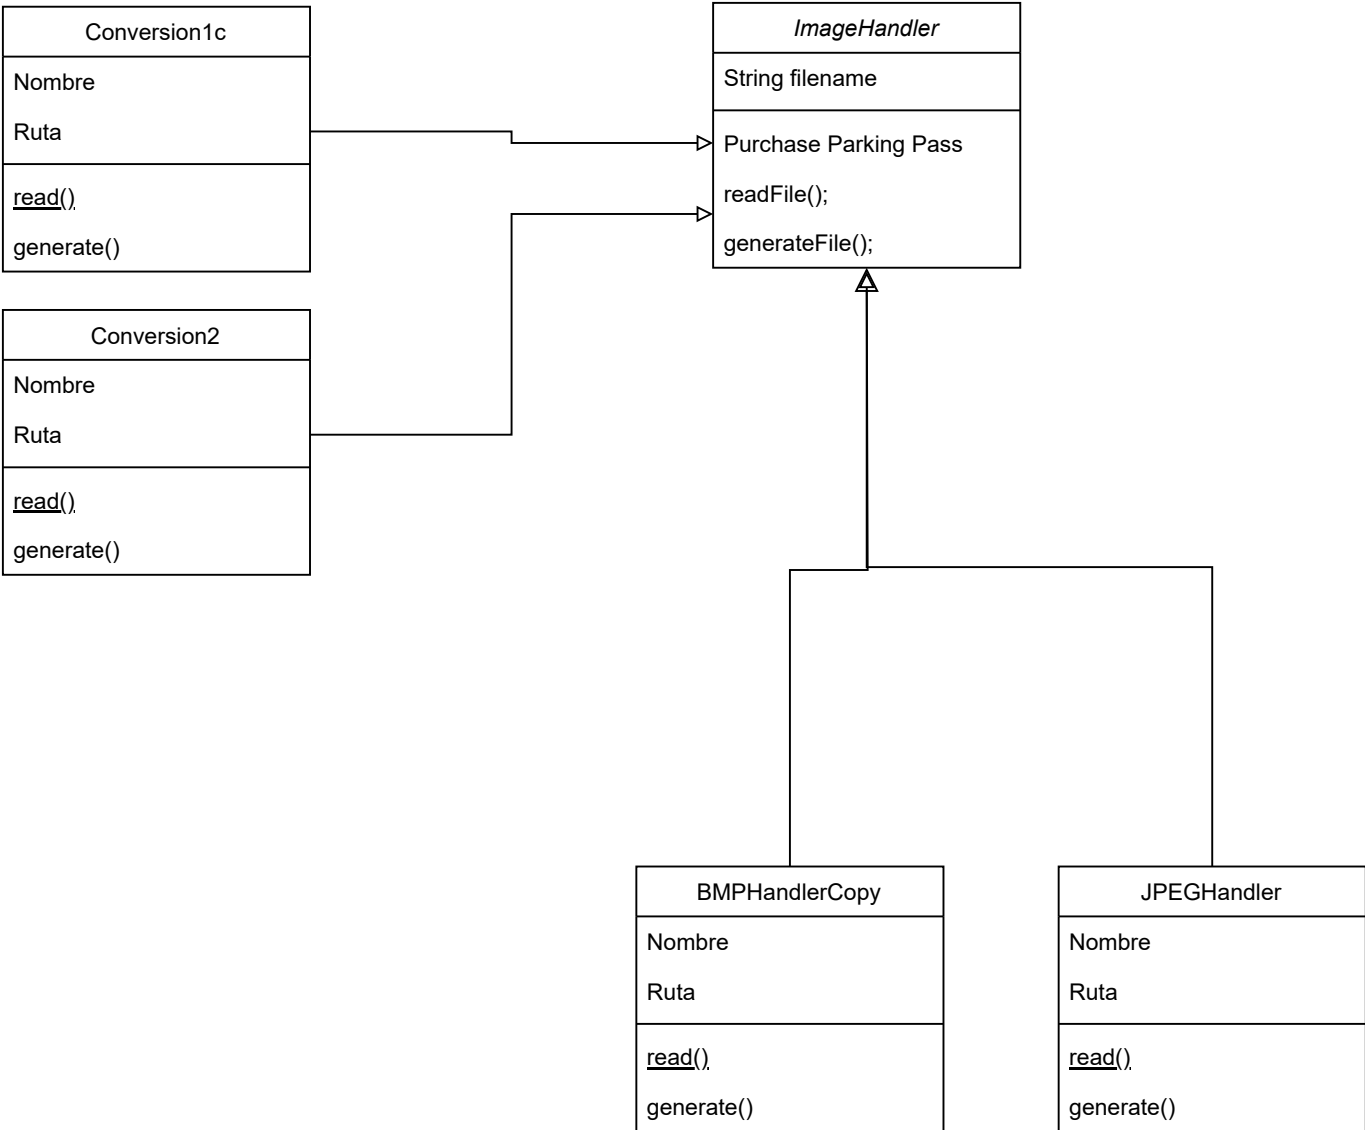 Conversion1c
Nombre
Ruta
read()
generate()
ImageHandler
String filename
Purchase Parking Pass
readFile();
generateFile();
Conversion2
Nombre
Ruta
read()
generate()
BMPHandlerCopy
Nombre
Ruta
read()
generate()
JPEGHandler
Nombre
Ruta
read()
generate()